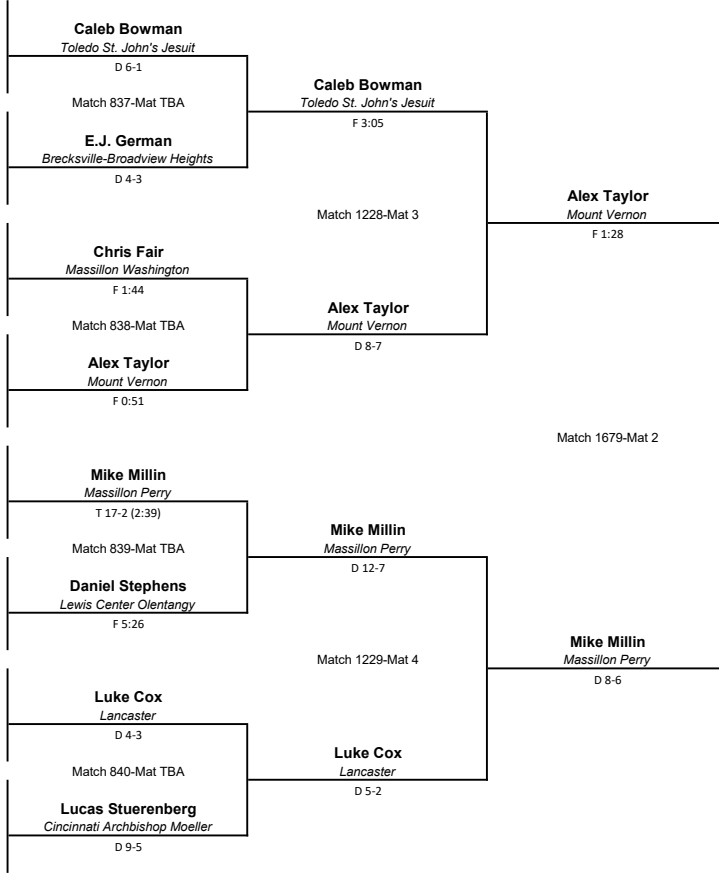 Caleb Bowman
Toledo St. John's Jesuit
D 6-1
Match 837-Mat TBA
E.J. German
Brecksville-Broadview Heights
D 4-3
Chris Fair
Massillon Washington
F 1:44
Match 838-Mat TBA
Alex Taylor
Mount Vernon
F 0:51
Mike Millin
Massillon Perry
T 17-2 (2:39)
Match 839-Mat TBA
Daniel Stephens
Lewis Center Olentangy
F 5:26
Luke Cox
Lancaster
D 4-3
Match 840-Mat TBA
Lucas Stuerenberg
Cincinnati Archbishop Moeller
D 9-5
Caleb Bowman
Toledo St. John's Jesuit
F 3:05
Match 1228-Mat 3
Alex Taylor
Mount Vernon
D 8-7
Mike Millin
Massillon Perry
D 12-7
Match 1229-Mat 4
Luke Cox
Lancaster
D 5-2
Alex Taylor
Mount Vernon
F 1:28
Match 1679-Mat 2
Mike Millin
Massillon Perry
D 8-6